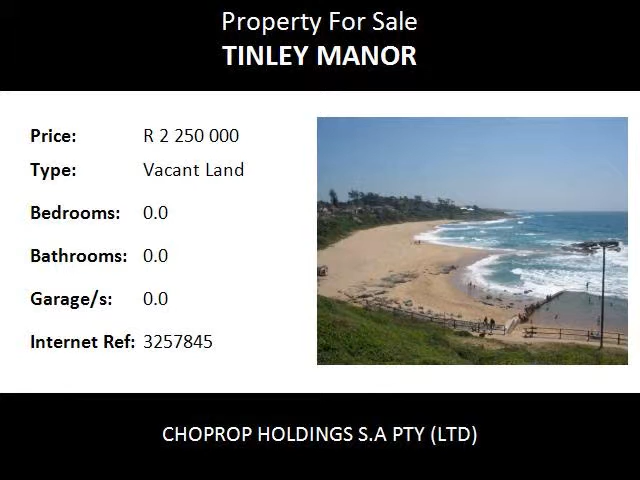 Property For Sale
TINLEY MANOR
Price: R 2 250 000
Type: Vacant Land
Bedrooms: 0.0
Bathrooms: 0.0
Garage/s: 0.0
Internet Ref: 3257845
CHOPROP HOLDINGS S.A PTY (LTD)